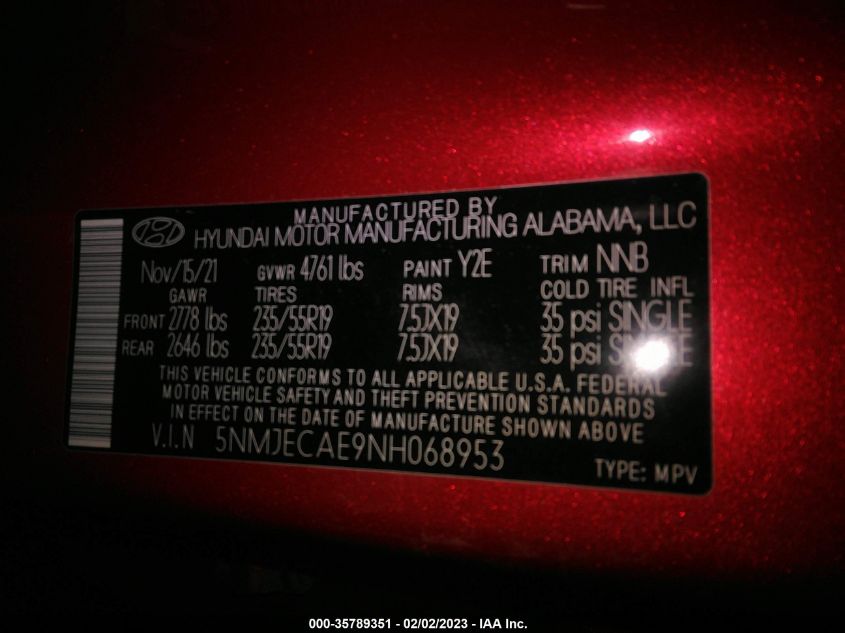 MANUFACTURED BY
HYUNDAI MOTOR MANUFACTURING ALABAMA, LLC
Nov/15/21 GVWR 4761 lbs PAINT Y2E TRIM NNB
GAWR TIRES RIMS COLD TIRE INFL
FRONT 2778 lbs 235/55R19 7.5JX19 35 psi SINGLE
REAR 2646 lbs 235/55R19 7.5JX19 35 psi SINGLE
THIS VEHICLE CONFORMS TO ALL APPLICABLE U.S.A. FEDERAL
MOTOR VEHICLE SAFETY AND THEFT PREVENTION STANDARDS
IN EFFECT ON THE DATE OF MANUFACTURE SHOWN ABOVE
V.I.N 5NMJECAE9NH068953
TYPE: MPV
000-35789351 — 02/02/2023 - IAA Inc.